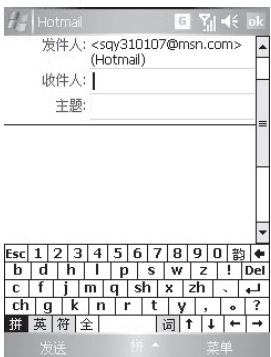 Hotmail G ok
发件人: <sqy310107@msn.com>
(Hotmail)
收件人:
主题:
Esc 1 2 3 4 5 6 7 8 9 0 韵 ←
b d h l p s w z ! Del
c f j m q sh x zh 、 ↵
ch g k n r t y , 。 ?
拼 英 符 全 词 ↑ ↓ ← →
发送 拼 菜单